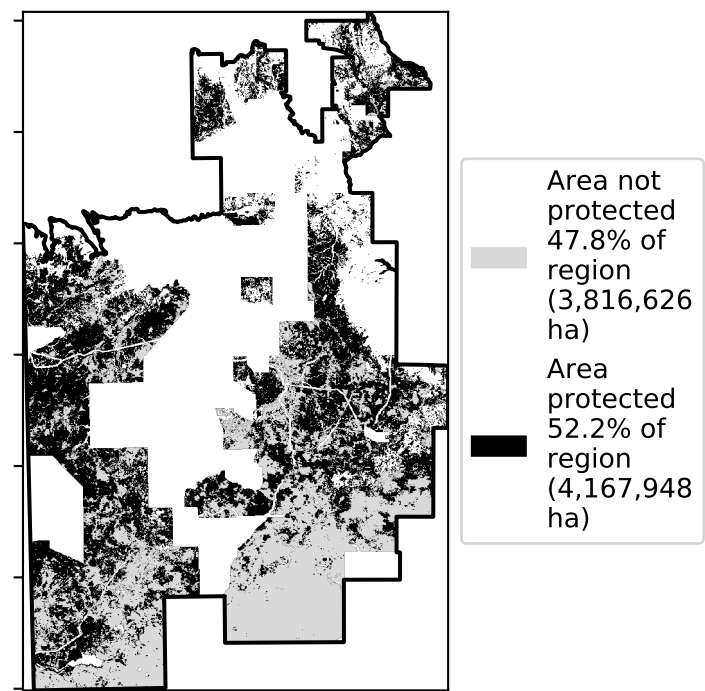 Area not
protected
47.8% of
region
(3,816,626
ha)
Area
protected
52.2% of
region
(4,167,948
ha)